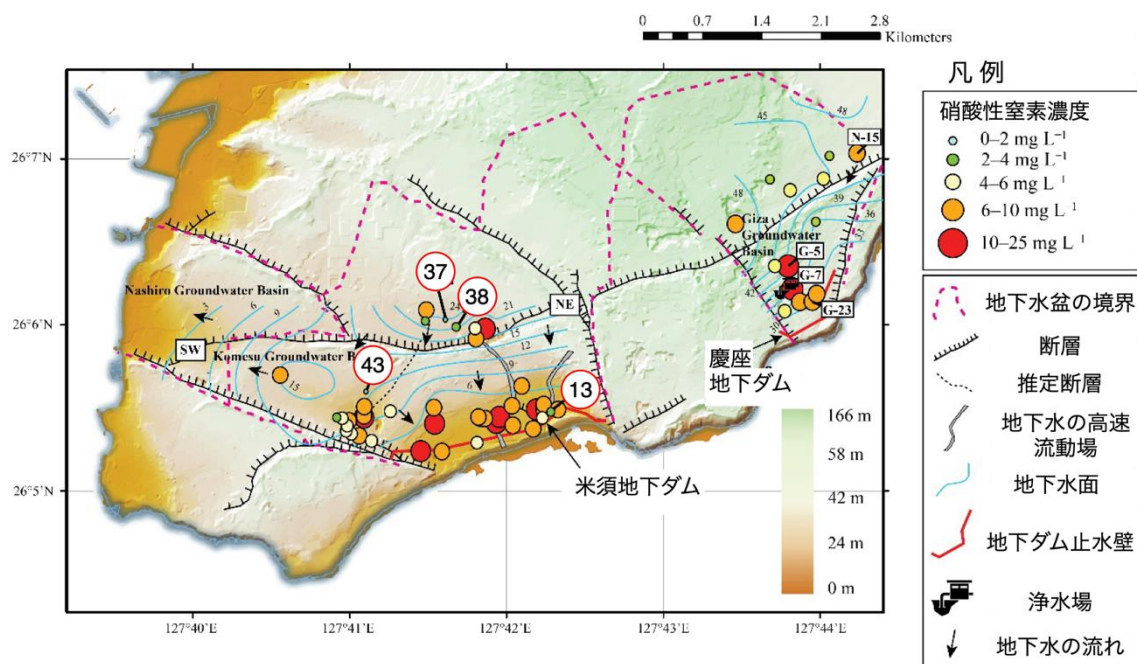 0 0.7 1.4 2.1 2.8
Kilometers
26°7'N
26°6'N
26°5'N
127°40'E 127°41'E 127°42'E 127°43'E 127°44'E
48
45
N-15
48
39
36
33
Giza
Groundwater
Basin
G-5
G-7
42
G-23
30
37
38
24
21
NE
15
Nashiro Groundwater Basin
3
6
9
12
SW
43
Komesu Groundwater B
15
9
6
13
慶座
地下ダム
米須地下ダム
166 m
58 m
42 m
24 m
0 m
凡 例
硝酸性窒素濃度
0–2 mg L⁻¹
2–4 mg L⁻¹
4–6 mg L⁻¹
6–10 mg L⁻¹
10–25 mg L⁻¹
地下水盆の境界
断層
推定断層
地下水の高速
流動場
地下水面
地下ダム止水壁
浄水場
地下水の流れ